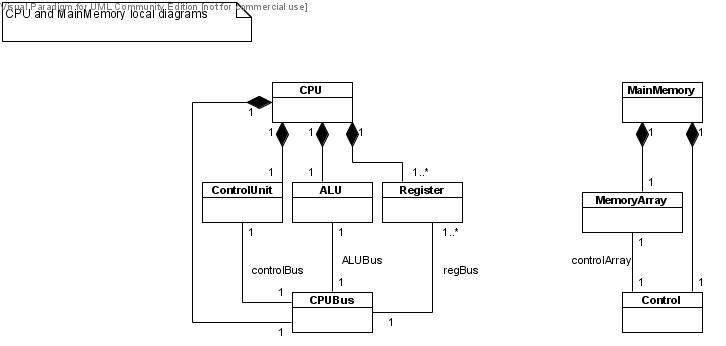 Visual Paradigm for UML Community Edition [not for commercial use]
CPU and MainMemory local diagrams
CPU
MainMemory
1
1
1
1
1
1
1
1
1..*
1
ControlUnit
ALU
Register
MemoryArray
1
1
1..*
1
controlBus
ALUBus
regBus
controlArray
1
1
1
1
CPUBus
Control
1
1